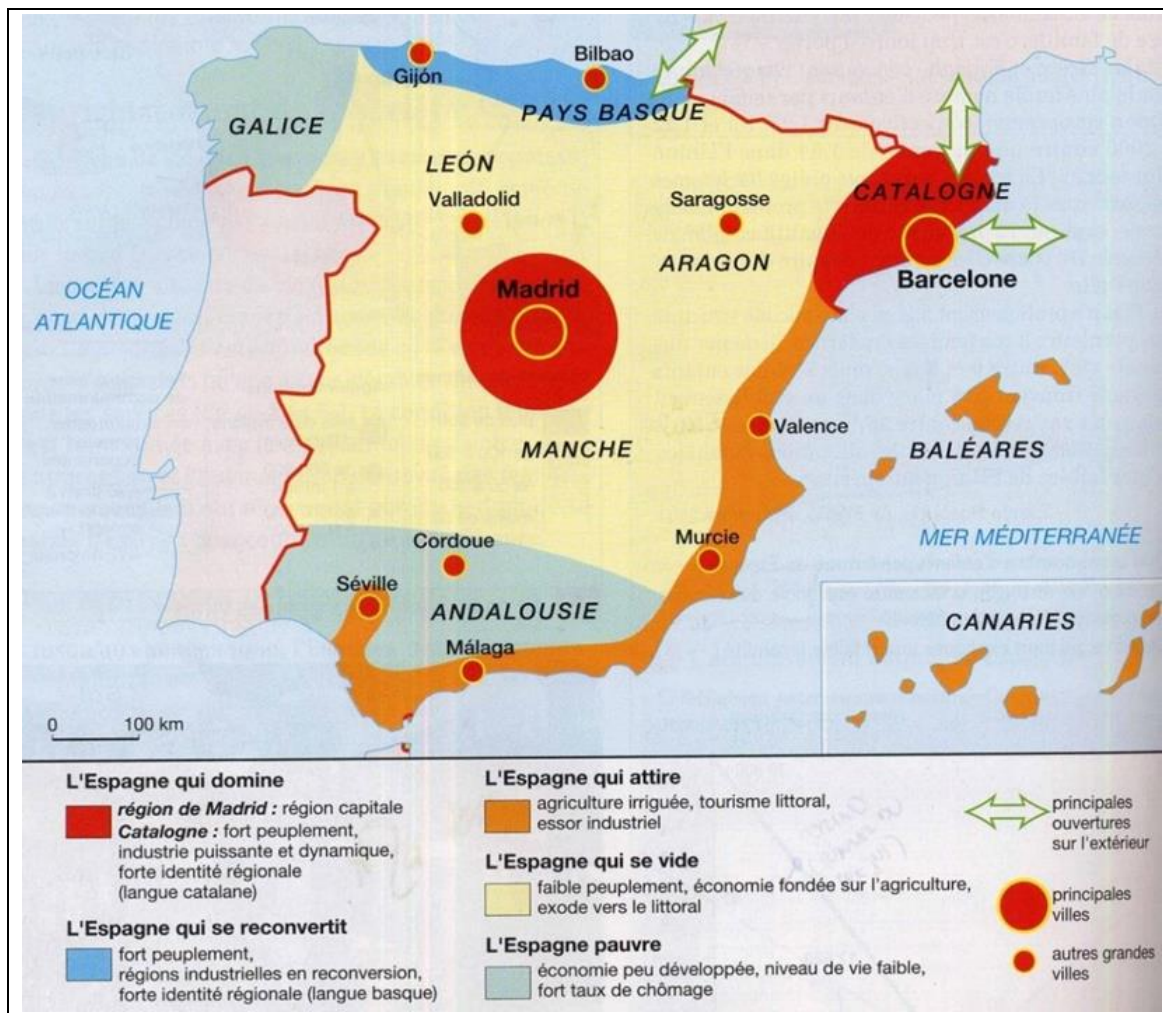 Gijón
Bilbao
PAYS BASQUE
GALICE
LEÓN
Valladolid
Saragosse
CATALOGNE
ARAGON
Barcelone
Madrid
OCÉAN
ATLANTIQUE
MANCHE
Valence
BALÉARES
Cordoue
Murcie
MER MÉDITERRANÉE
Séville
ANDALOUSIE
Málaga
CANARIES
0 100 km
L'Espagne qui domine
région de Madrid : région capitale
Catalogne : fort peuplement,
industrie puissante et dynamique,
forte identité régionale
(langue catalane)
L'Espagne qui se reconvertit
fort peuplement,
régions industrielles en reconversion,
forte identité régionale (langue basque)
L'Espagne qui attire
agriculture irriguée, tourisme littoral,
essor industriel
L'Espagne qui se vide
faible peuplement, économie fondée sur l'agriculture,
exode vers le littoral
L'Espagne pauvre
économie peu développée, niveau de vie faible,
fort taux de chômage
principales
ouvertures
sur l'extérieur
principales
villes
autres grandes
villes